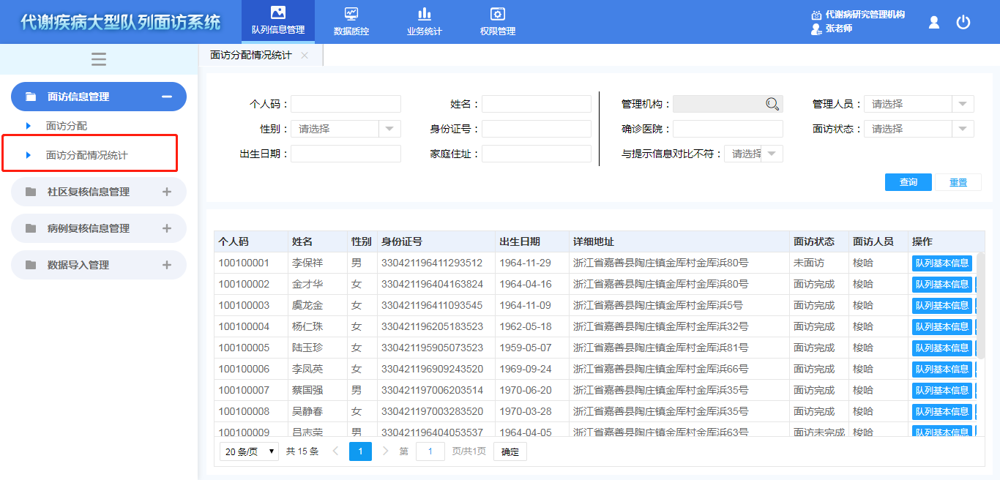 代谢疾病大型队列面访系统
队列信息管理
数据质控
业务统计
权限管理
代谢病研究管理机构
张老师
面访分配情况统计
面访信息管理
面访分配
面访分配情况统计
社区复核信息管理
病例复核信息管理
数据导入管理
个人码：
姓名：
管理机构：
管理人员：请选择
性别：请选择
身份证号：
确诊医院：
面访状态：请选择
出生日期：
家庭住址：
与提示信息对比不符：请选择
查询 重置
个人码 姓名 性别 身份证号 出生日期 详细地址 面访状态 面访人员 操作
100100001 李保祥 男 330421196411293512 1964-11-29 浙江省嘉善县陶庄镇金厍村金厍浜80号 未面访 梭哈 队列基本信息
100100002 金才华 女 330421196404163824 1964-04-16 浙江省嘉善县陶庄镇金厍村金厍浜80号 面访完成 梭哈 队列基本信息
100100003 虞龙金 女 330421196411093545 1964-11-09 浙江省嘉善县陶庄镇金厍村金厍浜5号 面访完成 梭哈 队列基本信息
100100004 杨仁珠 女 330421196205183523 1962-05-18 浙江省嘉善县陶庄镇金厍村金厍浜32号 面访完成 梭哈 队列基本信息
100100005 陆玉珍 女 330421195905073523 1959-05-07 浙江省嘉善县陶庄镇金厍村金厍浜81号 面访完成 梭哈 队列基本信息
100100006 李凤英 女 330421196909243520 1969-09-24 浙江省嘉善县陶庄镇金厍村金厍浜66号 面访完成 梭哈 队列基本信息
100100007 蔡国强 男 330421197006203514 1970-06-20 浙江省嘉善县陶庄镇金厍村金厍浜35号 面访完成 梭哈 队列基本信息
100100008 吴静春 女 330421197003283520 1970-03-28 浙江省嘉善县陶庄镇金厍村金厍浜35号 面访完成 梭哈 队列基本信息
100100009 吕志荣 男 330421196404053537 1964-04-05 浙江省嘉善县陶庄镇金厍村金厍浜63号 面访未完成 梭哈 队列基本信息
20 条/页 共 15 条 1 第 1 页/共1页 确定